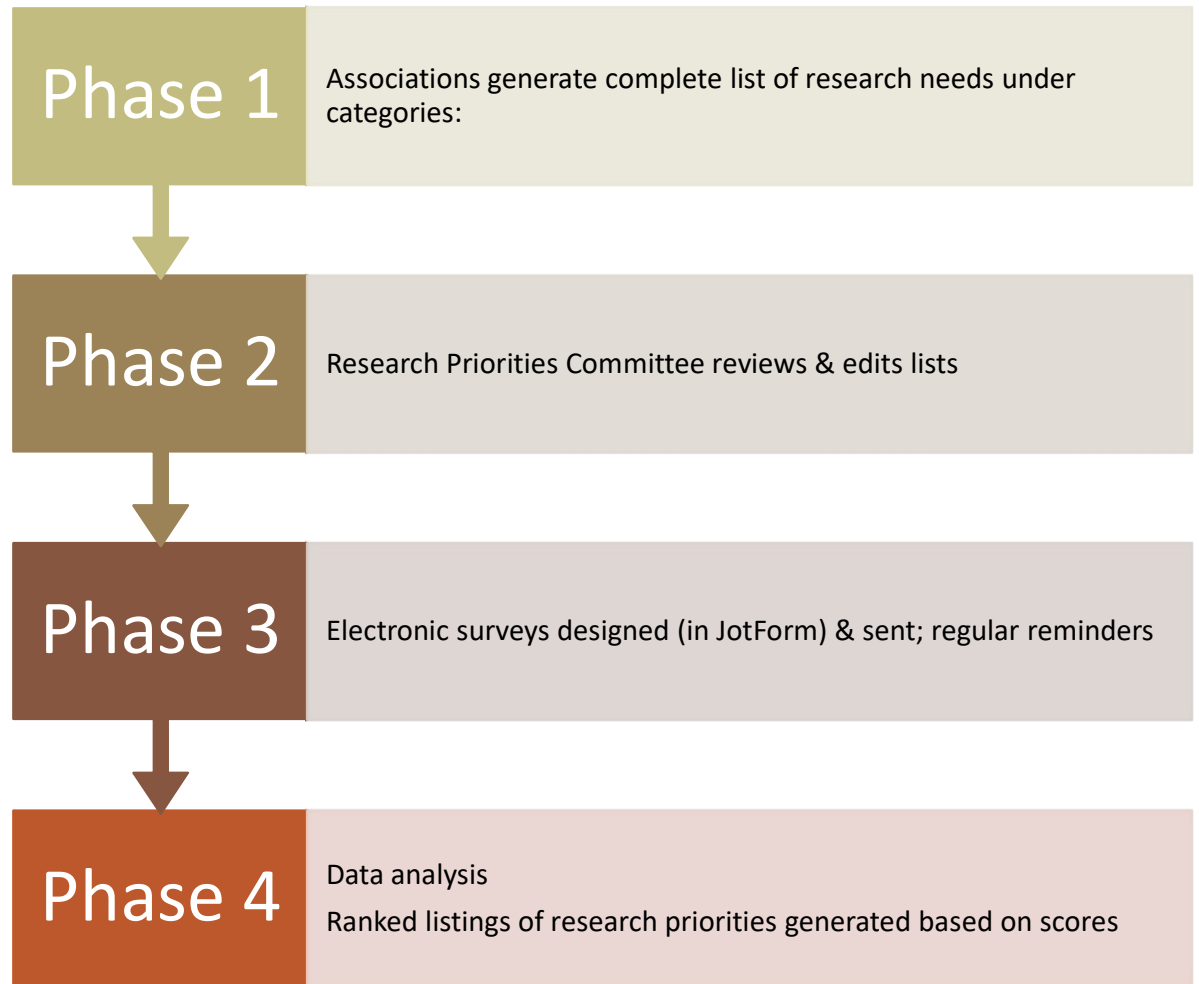 Phase 1
Associations generate complete list of research needs under
categories:
Phase 2
Research Priorities Committee reviews & edits lists
Phase 3
Electronic surveys designed (in JotForm) & sent; regular reminders
Phase 4
Data analysis
Ranked listings of research priorities generated based on scores